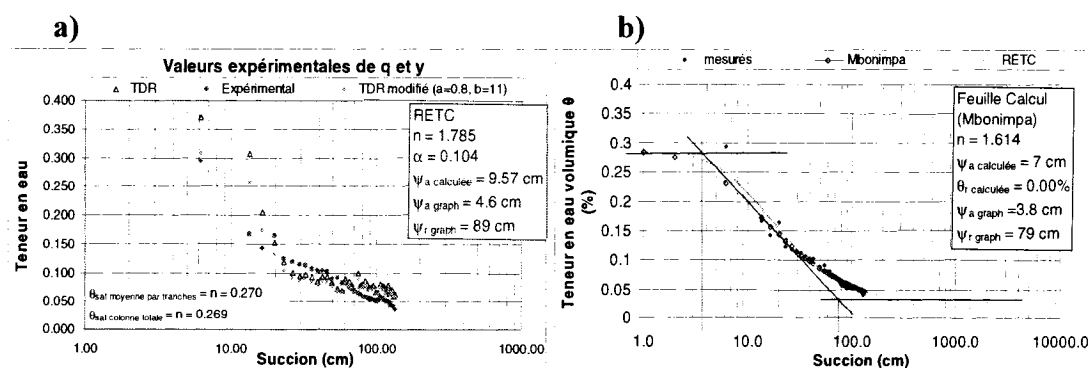 a)
Valeurs expérimentales de q et y
TDR
Expérimental
TDR modifié (a=0.8, b=11)
0.400
0.350
0.300
0.250
0.200
0.150
0.100
0.050
0.000
Teneur en eau
RETC
n = 1.785
α = 0.104
ψa calculée = 9.57 cm
ψa graph = 4.6 cm
ψr graph = 89 cm
θsat moyenne par tranches = n = 0.270
θsat colonne totale = n = 0.269
1.00 10.00 100.00 1000.00
Succion (cm)
b)
mesurés
Mbonimpa
RETC
0.4
0.35
0.3
0.25
0.2
0.15
0.1
0.05
0
Teneur en eau volumique θ
(%)
Feuille Calcul
(Mbonimpa)
n = 1.614
ψa calculée = 7 cm
θr calculée = 0.00%
ψa graph =3.8 cm
ψr graph = 79 cm
1.0 10.0 100.0 1000.0 10000.0
Succion (cm)